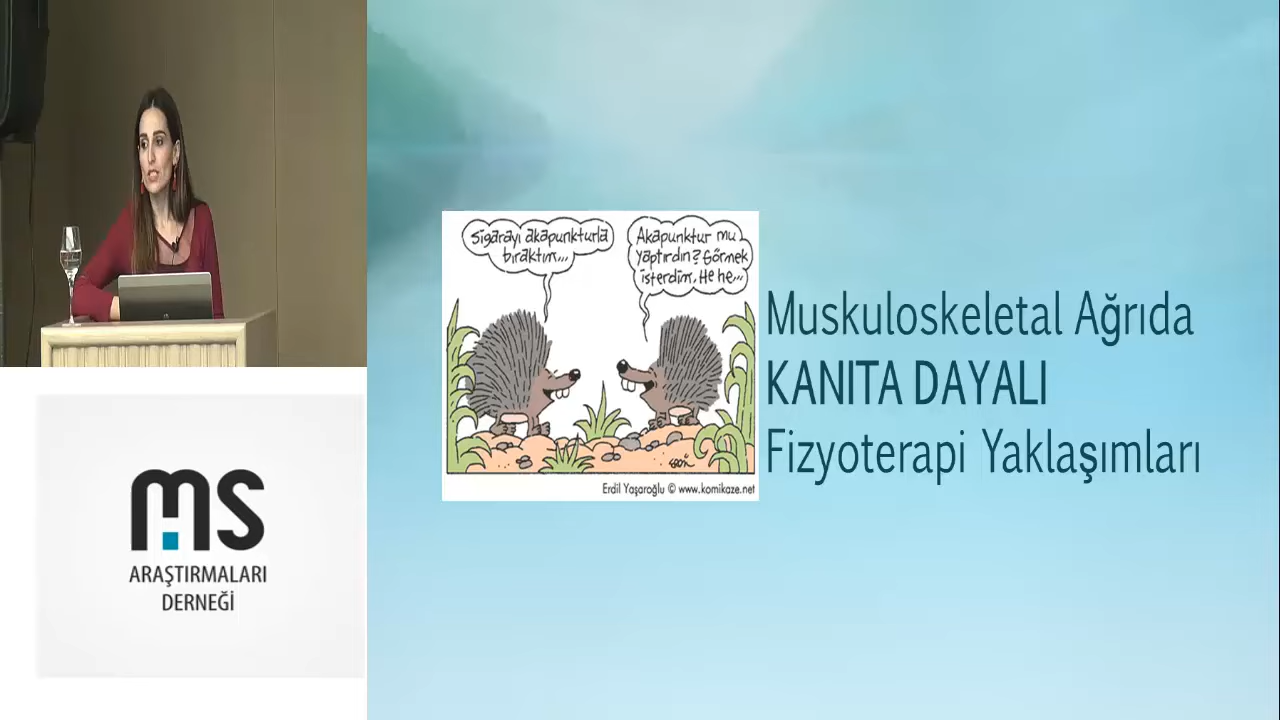 Sigarayı akapunkturla
bıraktım...
Akapunktur mu
yaptırdın? Görmek
isterdim. He he...
Erdil Yaşaroğlu © www.komikaze.net
Muskuloskeletal Ağrıda
KANITA DAYALI
Fizyoterapi Yaklaşımları
MS
ARAŞTIRMALARI
DERNEĞİ